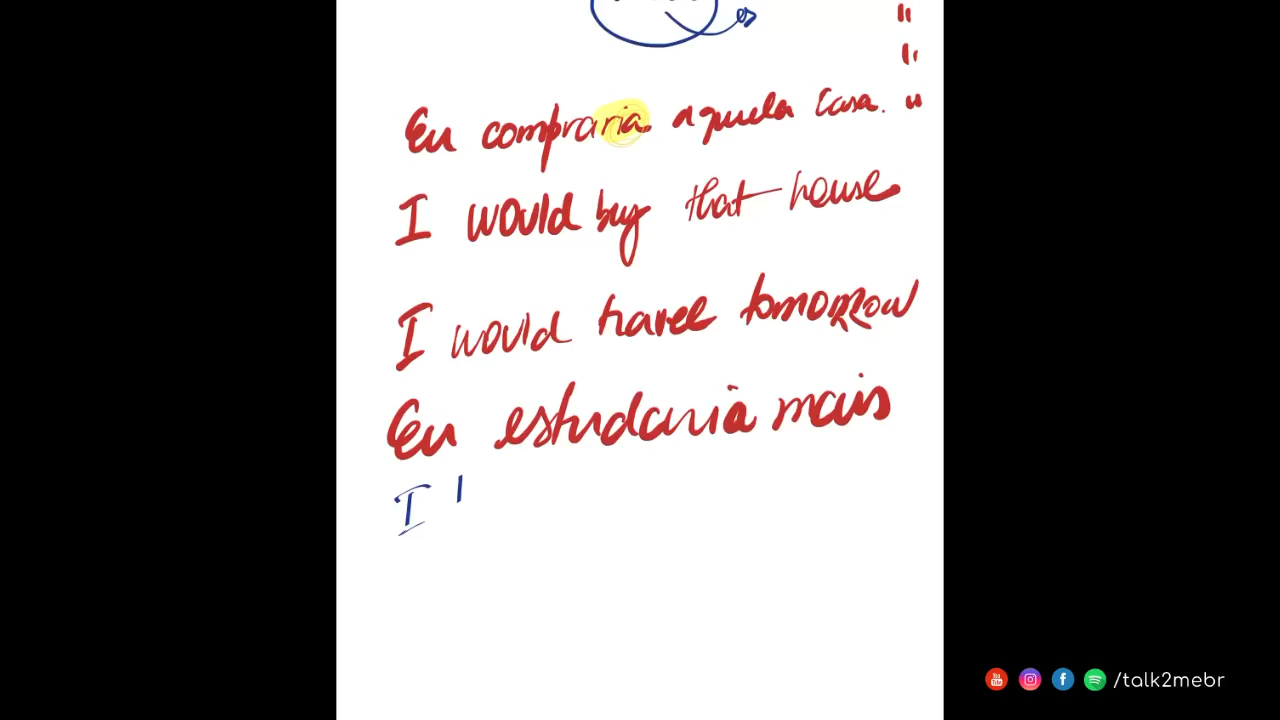 Eu compraria aquela casa.
I would buy that house
I would travel tomorrow
Eu estudaria mais
I
/talk2mebr